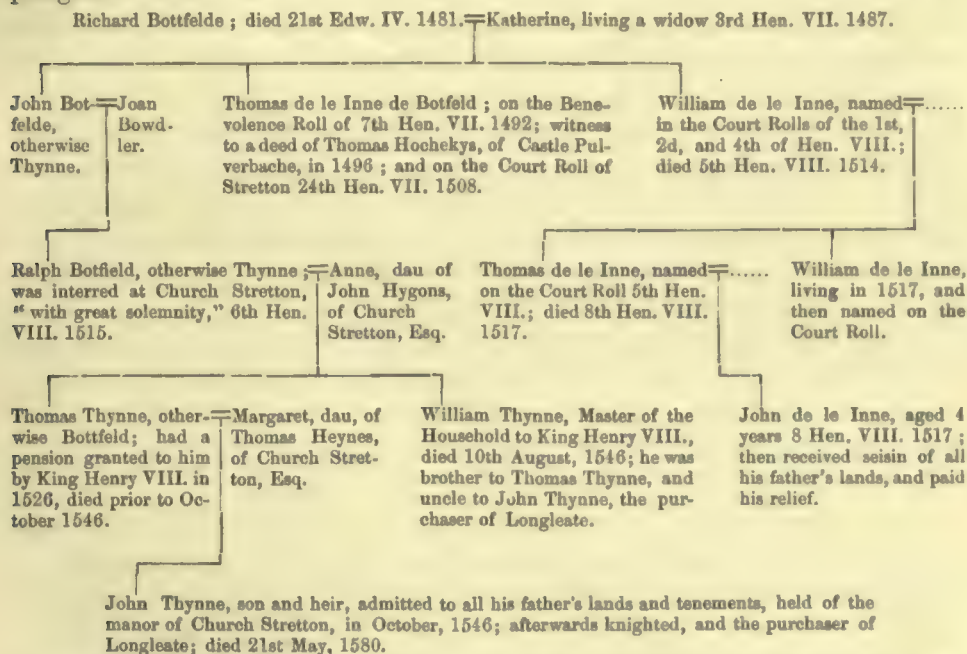 Richard Bottfelde ; died 21st Edw. IV. 1481.=Katherine, living a widow 3rd Hen. VII. 1487.
John Bot-
felde,
otherwise
Thynne.
=Joan
Bowd-
ler.
Thomas de le Inne de Botfeld ; on the Bene-
volence Roll of 7th Hen. VII. 1492; witness
to a deed of Thomas Hochekys, of Castle Pul-
verbache, in 1496 ; and on the Court Roll of
Stretton 24th Hen. VII. 1508.
William de le Inne, named
in the Court Rolls of the 1st,
2d, and 4th of Hen. VIII.;
died 5th Hen. VIII. 1514.
=......
Ralph Botfield, otherwise Thynne ;
was interred at Church Stretton,
"with great solemnity," 6th Hen.
VIII. 1515.
=Anne, dau of
John Hygons,
of Church
Stretton, Esq.
Thomas de le Inne, named
on the Court Roll 5th Hen.
VIII.; died 8th Hen. VIII.
1517.
=......
William de le Inne,
living in 1517, and
then named on the
Court Roll.
Thomas Thynne, other-
wise Bottfeld; had a
pension granted to him
by King Henry VIII. in
1526, died prior to Oc-
tober 1546.
=Margaret, dau, of
Thomas Heynes,
of Church Stret-
ton, Esq.
William Thynne, Master of the
Household to King Henry VIII.,
died 10th August, 1546; he was
brother to Thomas Thynne, and
uncle to John Thynne, the pur-
chaser of Longleate.
John de le Inne, aged 4
years 8 Hen. VIII. 1517 ;
then received seisin of all
his father's lands, and paid
his relief.
John Thynne, son and heir, admitted to all his father's lands and tenements, held of the
manor of Church Stretton, in October, 1546; afterwards knighted, and the purchaser of
Longleate; died 21st May, 1580.